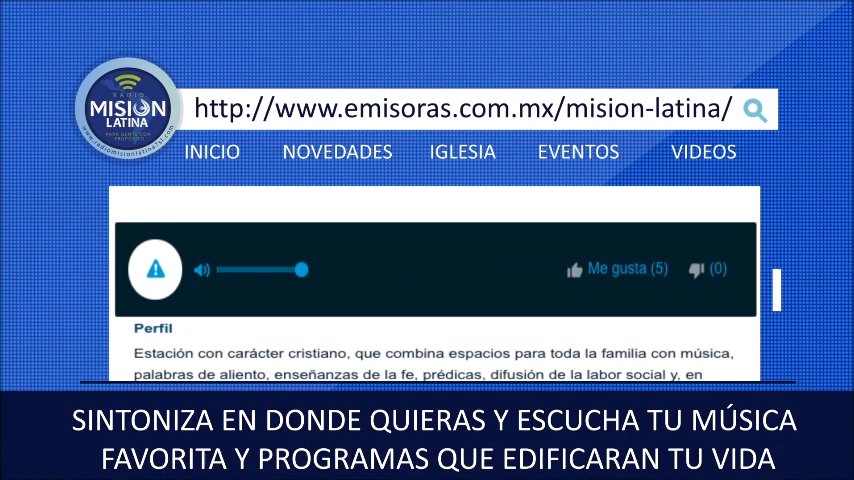 RADIO
MISION
LATINA
PARA GENTE CON
PROPÓSITO
http://www.emisoras.com.mx/mision-latina/
INICIO NOVEDADES IGLESIA EVENTOS VIDEOS
Me gusta (5) (0)
Perfil
Estación con carácter cristiano, que combina espacios para toda la familia con música,
palabras de aliento, enseñanzas de la fe, prédicas, difusión de la labor social y, en
SINTONIZA EN DONDE QUIERAS Y ESCUCHA TU MÚSICA
FAVORITA Y PROGRAMAS QUE EDIFICARAN TU VIDA